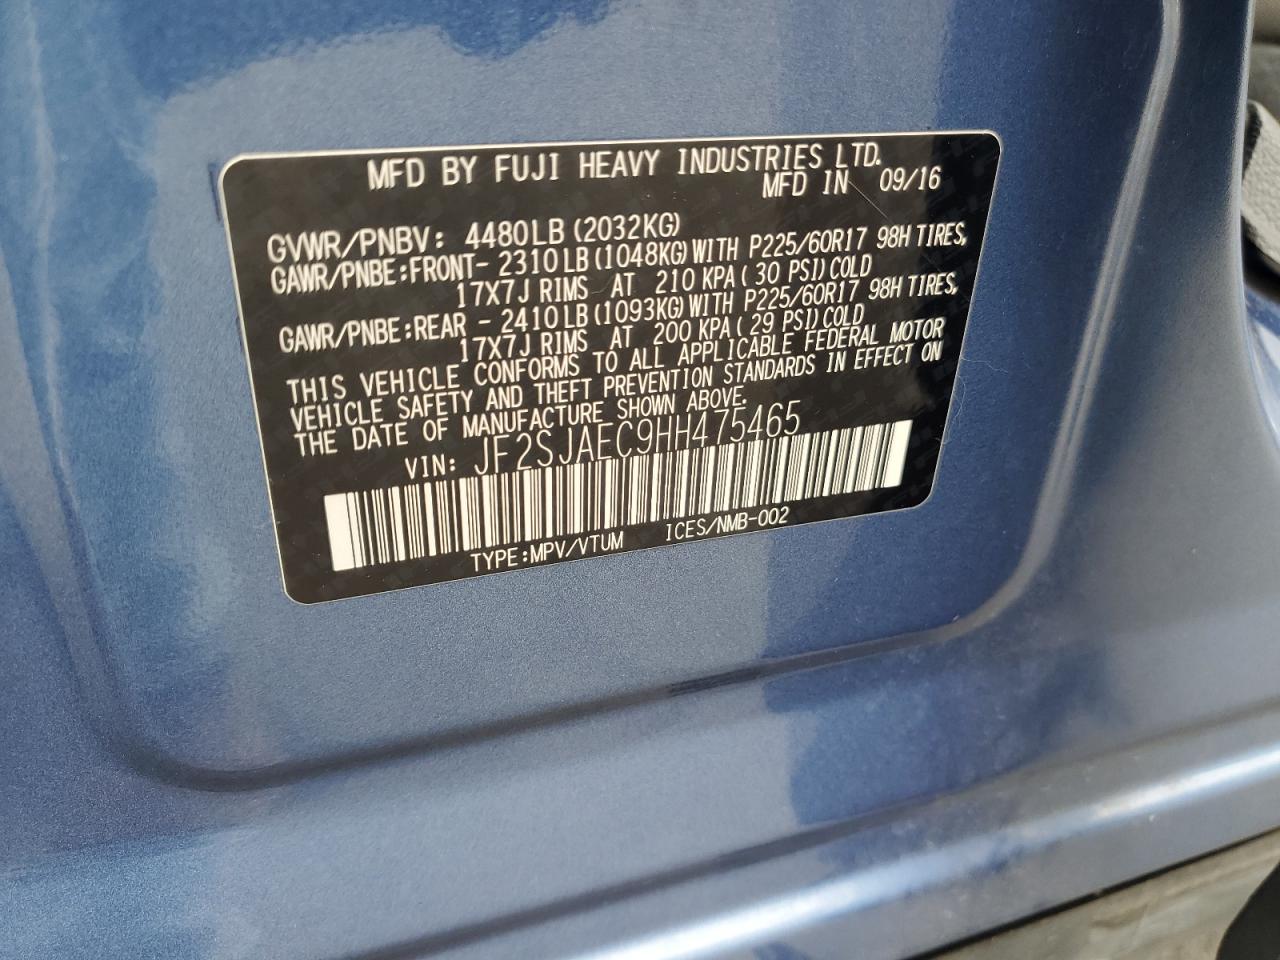 MFD BY FUJI HEAVY INDUSTRIES LTD.
MFD IN 09/16
GVWR/PNBV: 4480LB(2032KG)
GAWR/PNBE:FRONT- 2310LB(1048KG)WITH P225/60R17 98H TIRES,
17X7J RIMS AT 210 KPA( 30 PSI)COLD
GAWR/PNBE:REAR - 2410LB(1093KG)WITH P225/60R17 98H TIRES,
17X7J RIMS AT 200 KPA( 29 PSI)COLD
THIS VEHICLE CONFORMS TO ALL APPLICABLE FEDERAL MOTOR
VEHICLE SAFETY AND THEFT PREVENTION STANDARDS IN EFFECT ON
THE DATE OF MANUFACTURE SHOWN ABOVE.
VIN: JF2SJAEC9HH475465
TYPE:MPV/VTUM ICES/NMB-002